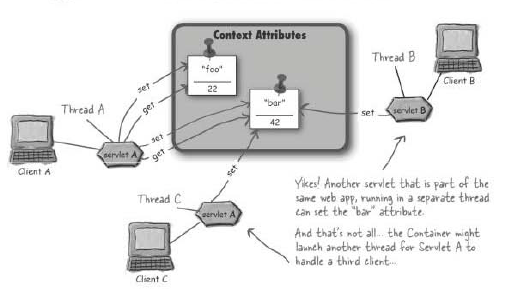 Context Attributes
"foo"
22
"bar"
42
set
get
set
get
set
set
Thread A
servlet A
Client A
Thread B
servlet B
Client B
Thread C
servlet A
Client C
Yikes! Another servlet that is part of the
same web app, running in a separate thread
can set the "bar" attribute.
And that's not all... the Container might
launch another thread for Servlet A to
handle a third client...